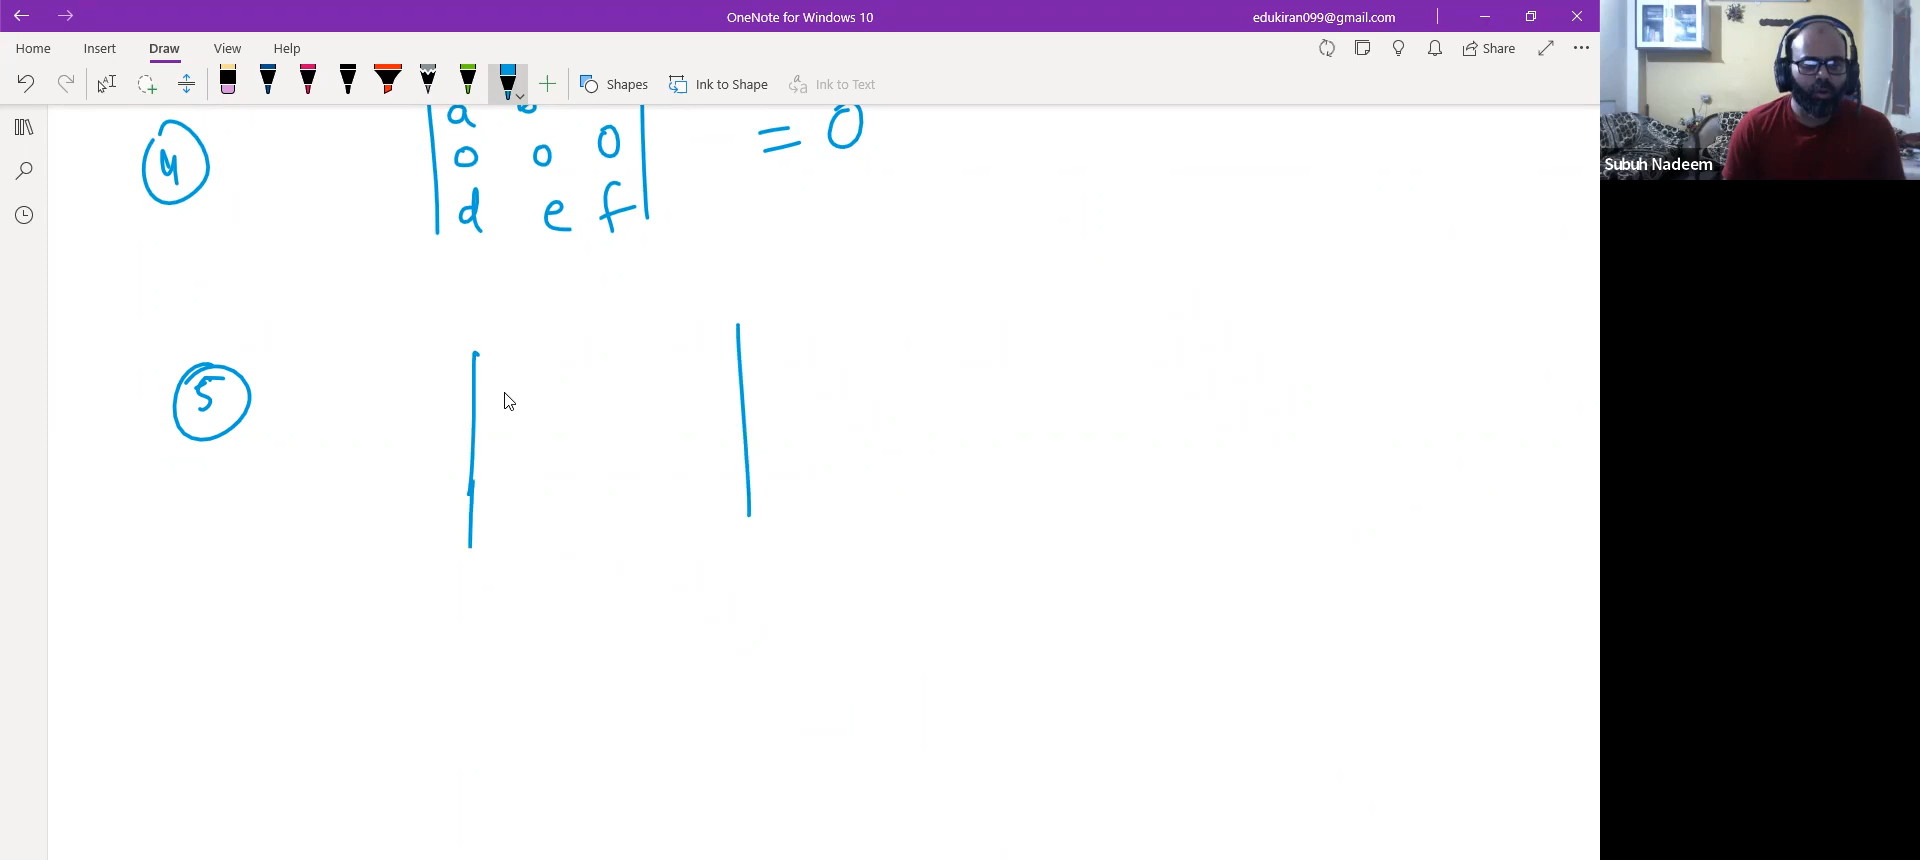 OneNote for Windows 10
edukiran099@gmail.com
Home Insert Draw View Help
Share
Shapes Ink to Shape Ink to Text
Subuh Nadeem
4
a b
0 0 0 = 0
d e f
5